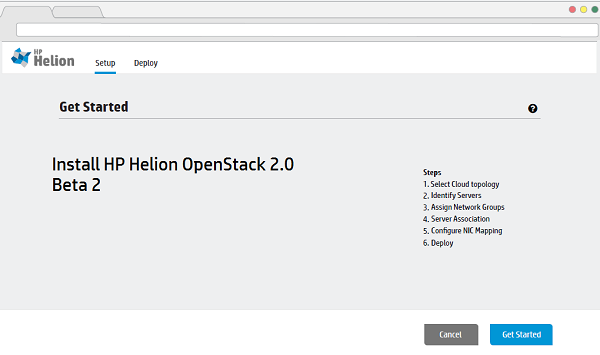 HP
Helion
Setup
Deploy
Get Started
?
Install HP Helion OpenStack 2.0
Beta 2
Steps
1. Select Cloud topology
2. Identify Servers
3. Assign Network Groups
4. Server Association
5. Configure NIC Mapping
6. Deploy
Cancel
Get Started